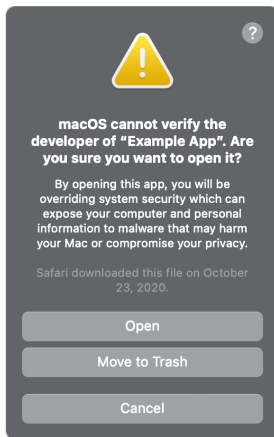 ?
macOS cannot verify the
developer of “Example App”. Are
you sure you want to open it?
By opening this app, you will be
overriding system security which can
expose your computer and personal
information to malware that may harm
your Mac or compromise your privacy.
Safari downloaded this file on October
23, 2020.
Open
Move to Trash
Cancel